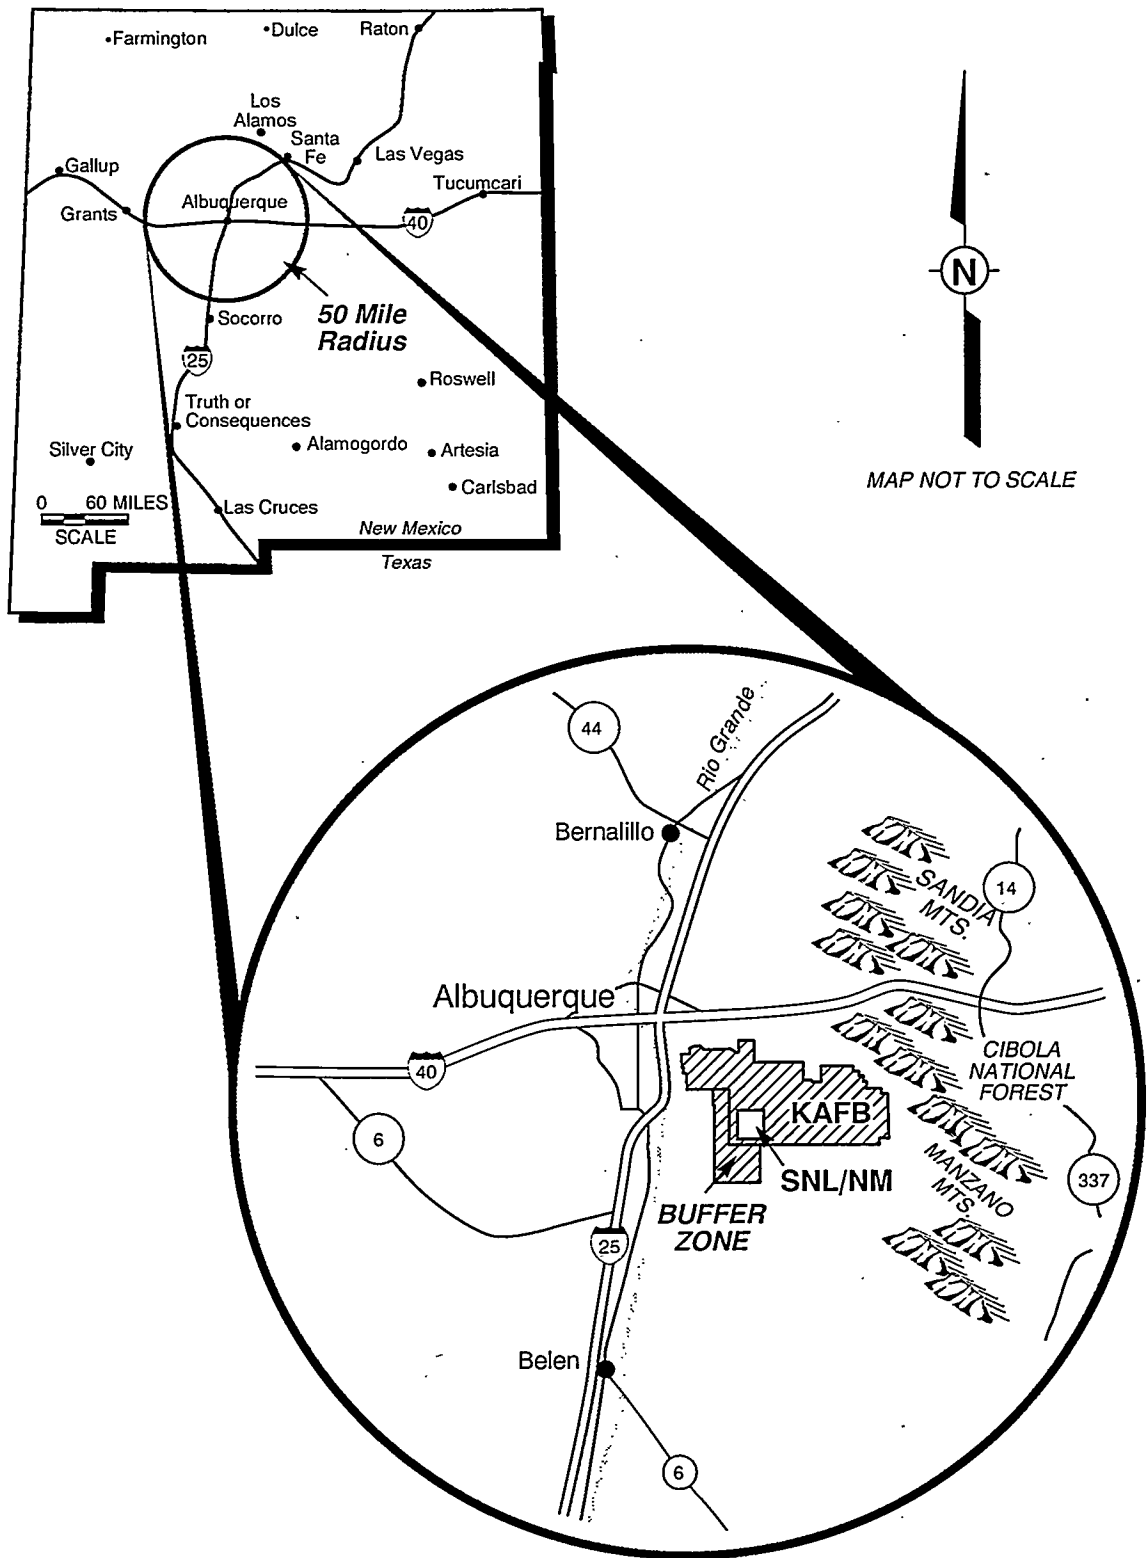 Farmington
Dulce
Raton
Los
Alamos
Santa
Fe
Las Vegas
Gallup
Tucumcari
Albuquerque
Grants
40
50 Mile
Radius
Socorro
25
Roswell
Truth or
Consequences
Alamogordo
Artesia
Silver City
Carlsbad
0 60 MILES
SCALE
Las Cruces
New Mexico
Texas
N
MAP NOT TO SCALE
44
Rio Grande
Bernalillo
SANDIA
MTS.
14
Albuquerque
40
CIBOLA
NATIONAL
FOREST
KAFB
6
SNL/NM
MANZANO
MTS.
337
BUFFER
ZONE
25
Belen
6